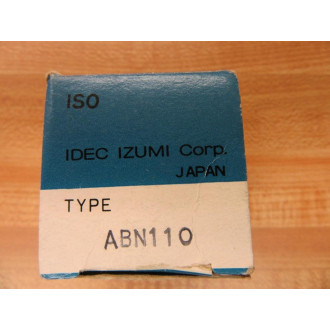 ISO
IDEC IZUMI Corp.
JAPAN
TYPE
ABN110